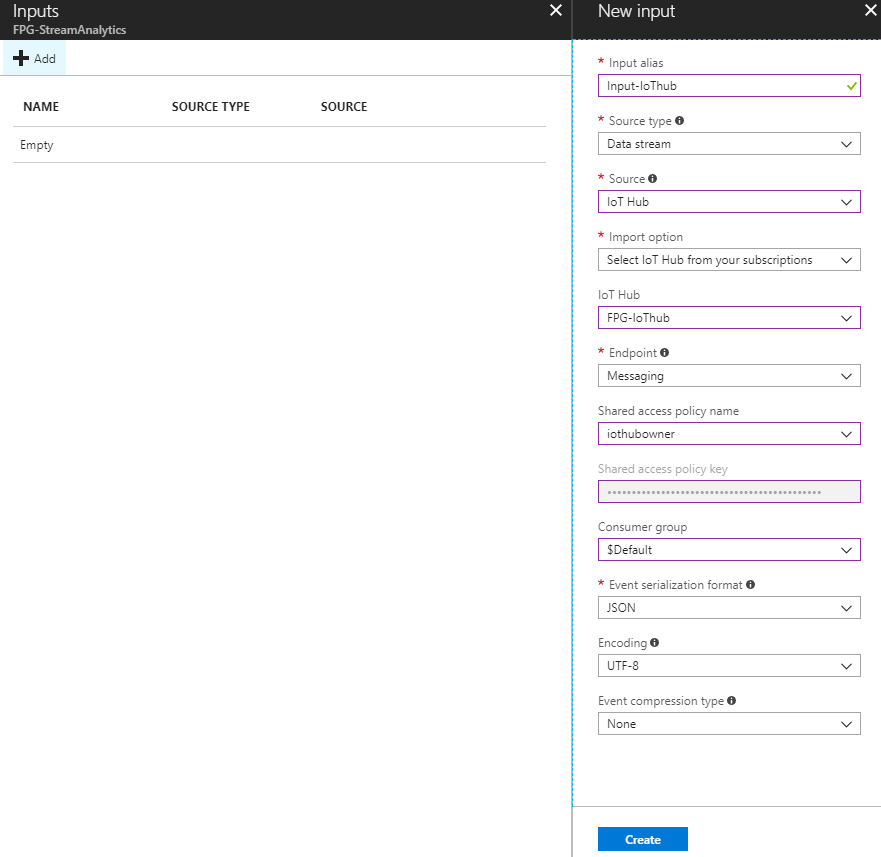 Inputs
FPG-StreamAnalytics
Add
NAME SOURCE TYPE SOURCE
Empty
New input
* Input alias
Input-IoThub
* Source type
Data stream
* Source
IoT Hub
* Import option
Select IoT Hub from your subscriptions
IoT Hub
FPG-IoThub
* Endpoint
Messaging
Shared access policy name
iothubowner
Shared access policy key
Consumer group
$Default
* Event serialization format
JSON
Encoding
UTF-8
Event compression type
None
Create